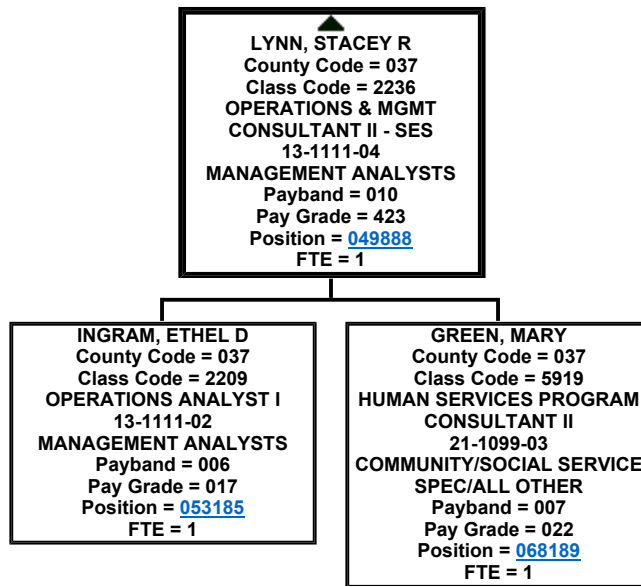 LYNN, STACEY R
County Code = 037
Class Code = 2236
OPERATIONS & MGMT
CONSULTANT II - SES
13-1111-04
MANAGEMENT ANALYSTS
Payband = 010
Pay Grade = 423
Position = 049888
FTE = 1
INGRAM, ETHEL D
County Code = 037
Class Code = 2209
OPERATIONS ANALYST I
13-1111-02
MANAGEMENT ANALYSTS
Payband = 006
Pay Grade = 017
Position = 053185
FTE = 1
GREEN, MARY
County Code = 037
Class Code = 5919
HUMAN SERVICES PROGRAM
CONSULTANT II
21-1099-03
COMMUNITY/SOCIAL SERVICE
SPEC/ALL OTHER
Payband = 007
Pay Grade = 022
Position = 068189
FTE = 1